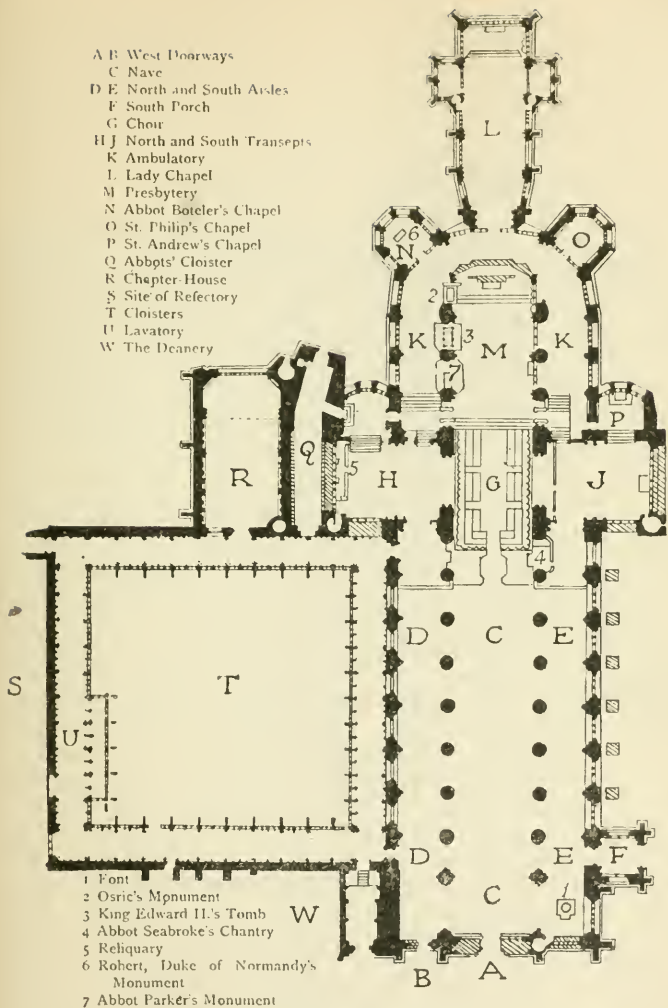 A B West Doorways
C Nave
D E North and South Aisles
F South Porch
G Choir
H J North and South Transepts
K Ambulatory
L Lady Chapel
M Presbytery
N Abbot Boteler's Chapel
O St. Philip's Chapel
P St. Andrew's Chapel
Q Abbots' Cloister
R Chapter-House
S Site of Refectory
T Cloisters
U Lavatory
W The Deanery
L
6
N
O
2
K
3
M
K
7
P
Q
5
R
H
G
J
4
D
C
E
S
T
U
D
E
F
C
1
W
B
A
1 Font
2 Osric's Monument
3 King Edward II.'s Tomb
4 Abbot Seabroke's Chantry
5 Reliquary
6 Robert, Duke of Normandy's
Monument
7 Abbot Parker's Monument